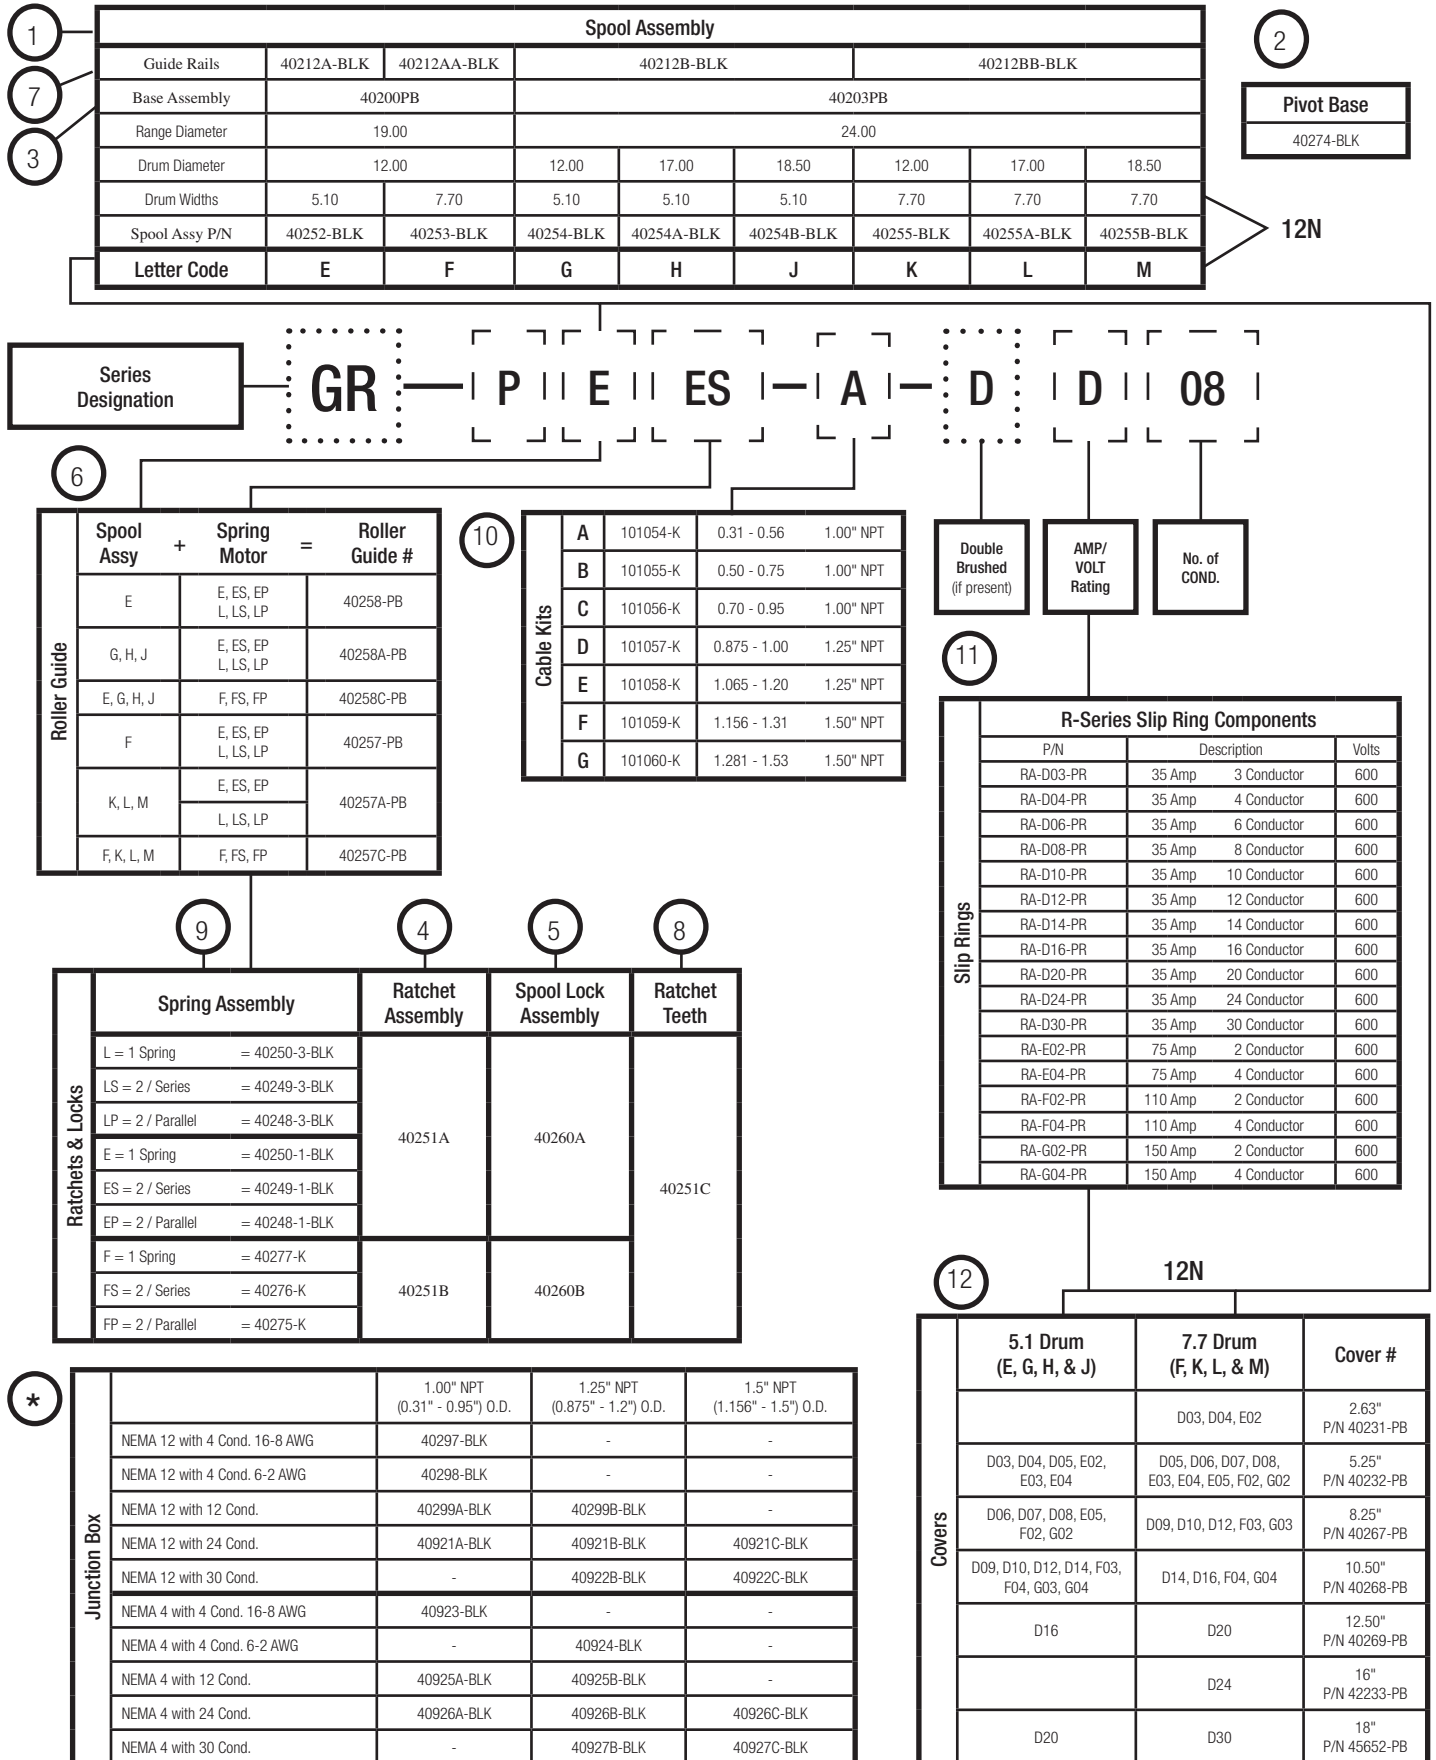 1
Spool Assembly
2
7
3
Guide Rails 40212A-BLK 40212AA-BLK 40212B-BLK 40212BB-BLK
Base Assembly 40200PB 40203PB
Range Diameter 19.00 24.00
Drum Diameter 12.00 12.00 17.00 18.50 12.00 17.00 18.50
Drum Widths 5.10 7.70 5.10 5.10 5.10 7.70 7.70 7.70
Spool Assy P/N 40252-BLK 40253-BLK 40254-BLK 40254A-BLK 40254B-BLK 40255-BLK 40255A-BLK 40255B-BLK
Letter Code E F G H J K L M
Pivot Base
40274-BLK
12N
Series
Designation
GR — P E ES — A — D D 08
6
Roller Guide
Spool Assy + Spring Motor = Roller Guide #
E E, ES, EP L, LS, LP 40258-PB
G, H, J E, ES, EP L, LS, LP 40258A-PB
E, G, H, J F, FS, FP 40258C-PB
F E, ES, EP L, LS, LP 40257-PB
K, L, M E, ES, EP L, LS, LP 40257A-PB
F, K, L, M F, FS, FP 40257C-PB
10
Cable Kits
A 101054-K 0.31 - 0.56 1.00" NPT
B 101055-K 0.50 - 0.75 1.00" NPT
C 101056-K 0.70 - 0.95 1.00" NPT
D 101057-K 0.875 - 1.00 1.25" NPT
E 101058-K 1.065 - 1.20 1.25" NPT
F 101059-K 1.156 - 1.31 1.50" NPT
G 101060-K 1.281 - 1.53 1.50" NPT
Double
Brushed
(if present)
AMP/
VOLT
Rating
No. of
COND.
11
Slip Rings
R-Series Slip Ring Components
P/N Description Volts
RA-D03-PR 35 Amp 3 Conductor 600
RA-D04-PR 35 Amp 4 Conductor 600
RA-D06-PR 35 Amp 6 Conductor 600
RA-D08-PR 35 Amp 8 Conductor 600
RA-D10-PR 35 Amp 10 Conductor 600
RA-D12-PR 35 Amp 12 Conductor 600
RA-D14-PR 35 Amp 14 Conductor 600
RA-D16-PR 35 Amp 16 Conductor 600
RA-D20-PR 35 Amp 20 Conductor 600
RA-D24-PR 35 Amp 24 Conductor 600
RA-D30-PR 35 Amp 30 Conductor 600
RA-E02-PR 75 Amp 2 Conductor 600
RA-E04-PR 75 Amp 4 Conductor 600
RA-F02-PR 110 Amp 2 Conductor 600
RA-F04-PR 110 Amp 4 Conductor 600
RA-G02-PR 150 Amp 2 Conductor 600
RA-G04-PR 150 Amp 4 Conductor 600
9 4 5 8
Ratchets & Locks
Spring Assembly Ratchet Assembly Spool Lock Assembly Ratchet Teeth
L = 1 Spring = 40250-3-BLK
LS = 2 / Series = 40249-3-BLK
LP = 2 / Parallel = 40248-3-BLK
40251A 40260A
E = 1 Spring = 40250-1-BLK
ES = 2 / Series = 40249-1-BLK
40251C
EP = 2 / Parallel = 40248-1-BLK
F = 1 Spring = 40277-K
FS = 2 / Series = 40276-K 40251B 40260B
FP = 2 / Parallel = 40275-K
12
12N
Covers
5.1 Drum (E, G, H, & J) 7.7 Drum (F, K, L, & M) Cover #
D03, D04, E02 2.63" P/N 40231-PB
D03, D04, D05, E02, E03, E04 D05, D06, D07, D08, E03, E04, E05, F02, G02 5.25" P/N 40232-PB
D06, D07, D08, E05, F02, G02 D09, D10, D12, F03, G03 8.25" P/N 40267-PB
D09, D10, D12, D14, F03, F04, G03, G04 D14, D16, F04, G04 10.50" P/N 40268-PB
D16 D20 12.50" P/N 40269-PB
D24 16" P/N 42233-PB
D20 D30 18" P/N 45652-PB
*
Junction Box
1.00" NPT (0.31" - 0.95") O.D. 1.25" NPT (0.875" - 1.2") O.D. 1.5" NPT (1.156" - 1.5") O.D.
NEMA 12 with 4 Cond. 16-8 AWG 40297-BLK - -
NEMA 12 with 4 Cond. 6-2 AWG 40298-BLK - -
NEMA 12 with 12 Cond. 40299A-BLK 40299B-BLK -
NEMA 12 with 24 Cond. 40921A-BLK 40921B-BLK 40921C-BLK
NEMA 12 with 30 Cond. - 40922B-BLK 40922C-BLK
NEMA 4 with 4 Cond. 16-8 AWG 40923-BLK - -
NEMA 4 with 4 Cond. 6-2 AWG - 40924-BLK -
NEMA 4 with 12 Cond. 40925A-BLK 40925B-BLK -
NEMA 4 with 24 Cond. 40926A-BLK 40926B-BLK 40926C-BLK
NEMA 4 with 30 Cond. - 40927B-BLK 40927C-BLK